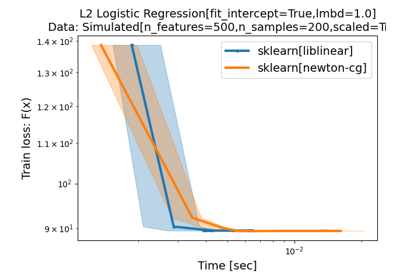 L2 Logistic Regression[fit_intercept=True,lmbd=1.0]
Data: Simulated[n_features=500,n_samples=200,scaled=Tr
sklearn[liblinear]
sklearn[newton-cg]
Train loss: F(x)
1.4 × 10²
1.3 × 10²
1.2 × 10²
1.1 × 10²
10²
9 × 10¹
10⁻²
Time [sec]